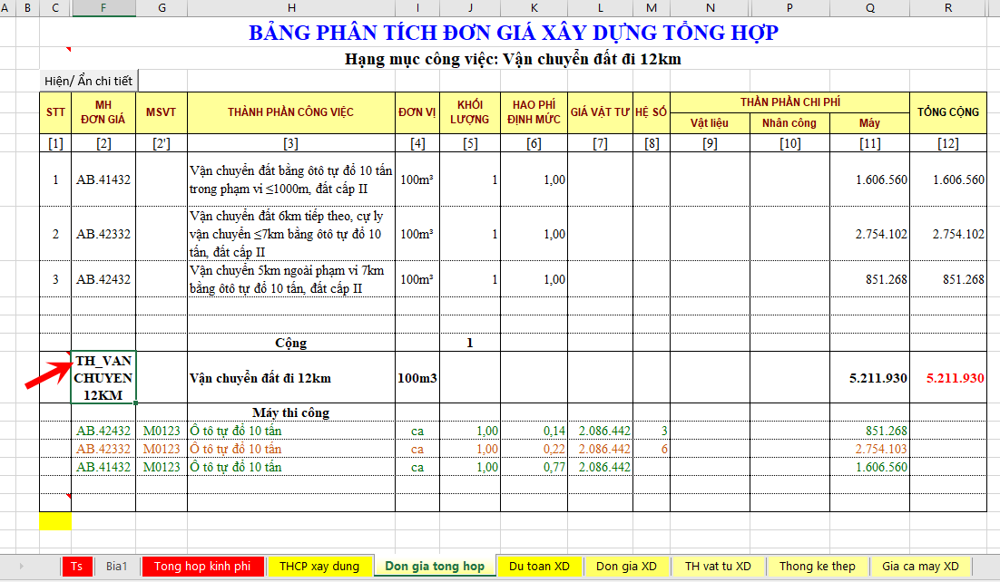 A B C F G H I J K L M N P Q R
BẢNG PHÂN TÍCH ĐƠN GIÁ XÂY DỰNG TỔNG HỢP
Hạng mục công việc: Vận chuyển đất đi 12km
Hiện/ Ẩn chi tiết
STT MH ĐƠN GIÁ MSVT THÀNH PHẦN CÔNG VIỆC ĐƠN VỊ KHỐI LƯỢNG HAO PHÍ ĐỊNH MỨC GIÁ VẬT TƯ HỆ SỐ THÀN PHẦN CHI PHÍ TỔNG CỘNG
Vật liệu Nhân công Máy
[1] [2] [2'] [3] [4] [5] [6] [7] [8] [9] [10] [11] [12]
1 AB.41432 Vận chuyển đất bằng ôtô tự đổ 10 tấn trong phạm vi ≤1000m, đất cấp II 100m³ 1 1,00 1.606.560 1.606.560
2 AB.42332 Vận chuyển đất 6km tiếp theo, cự ly vận chuyển ≤7km bằng ôtô tự đổ 10 tấn, đất cấp II 100m³ 1 1,00 2.754.102 2.754.102
3 AB.42432 Vận chuyển 5km ngoài phạm vi 7km bằng ôtô tự đổ 10 tấn, đất cấp II 100m³ 1 1,00 851.268 851.268
Cộng 1
TH_VAN CHUYEN 12KM Vận chuyển đất đi 12km 100m3 5.211.930 5.211.930
Máy thi công
AB.42432 M0123 Ô tô tự đổ 10 tấn ca 1,00 0,14 2.086.442 3 851.268
AB.42332 M0123 Ô tô tự đổ 10 tấn ca 1,00 0,22 2.086.442 6 2.754.103
AB.41432 M0123 Ô tô tự đổ 10 tấn ca 1,00 0,77 2.086.442 1.606.560
Ts Bia1 Tong hop kinh phi THCP xay dung Don gia tong hop Du toan XD Don gia XD TH vat tu XD Thong ke thep Gia ca may XD